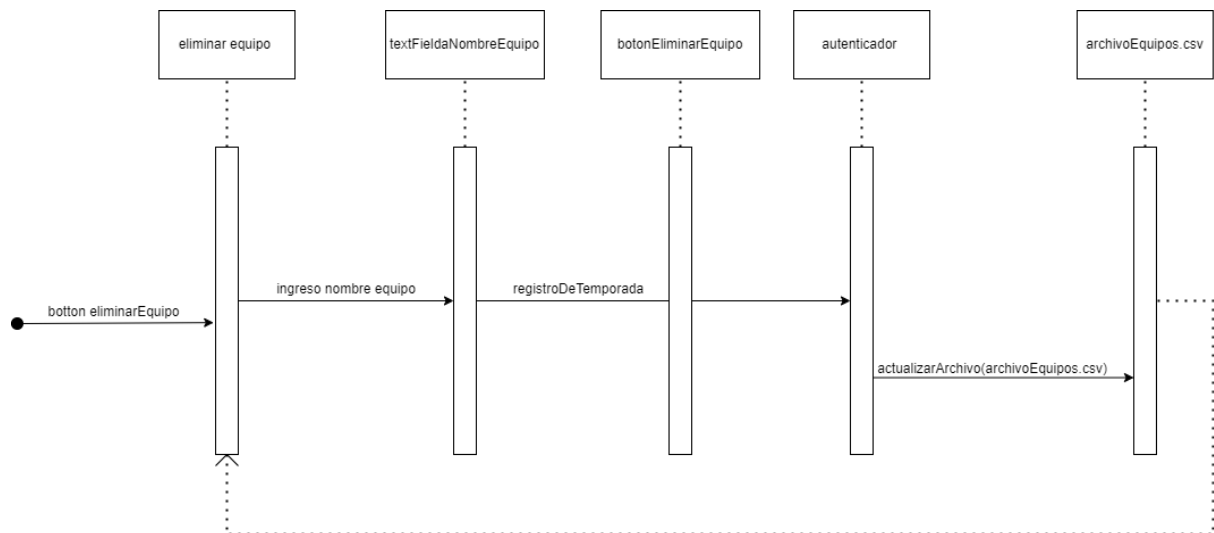 eliminar equipo
textFieldaNombreEquipo
botonEliminarEquipo
autenticador
archivoEquipos.csv
ingreso nombre equipo
registroDeTemporada
botton eliminarEquipo
actualizarArchivo(archivoEquipos.csv)